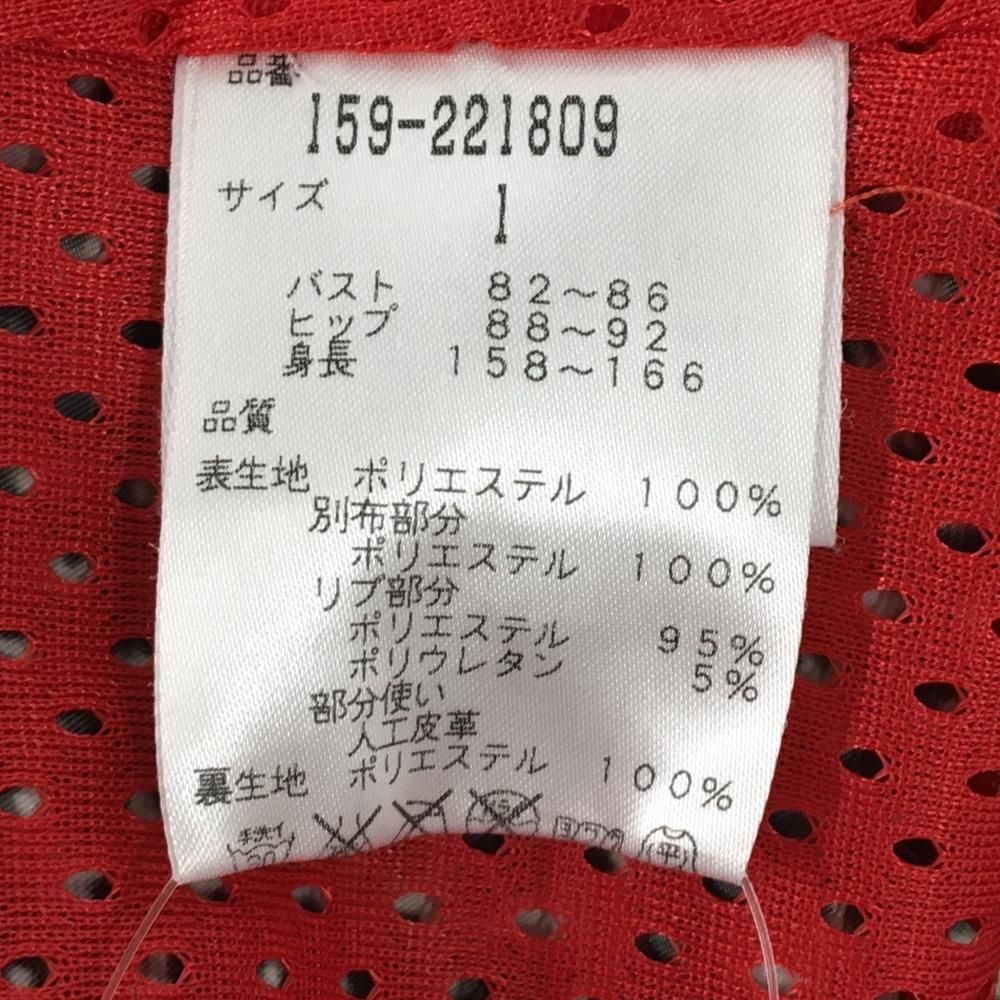 品番
159-221809
サイズ 1
バスト 82～86
ヒップ 88～92
身長 158～166
品質
表生地 ポリエステル 100%
別布部分
ポリエステル 100%
リブ部分
ポリエステル 95%
ポリウレタン 5%
部分使い
人工皮革
裏生地 ポリエステル 100%
手洗イ 平